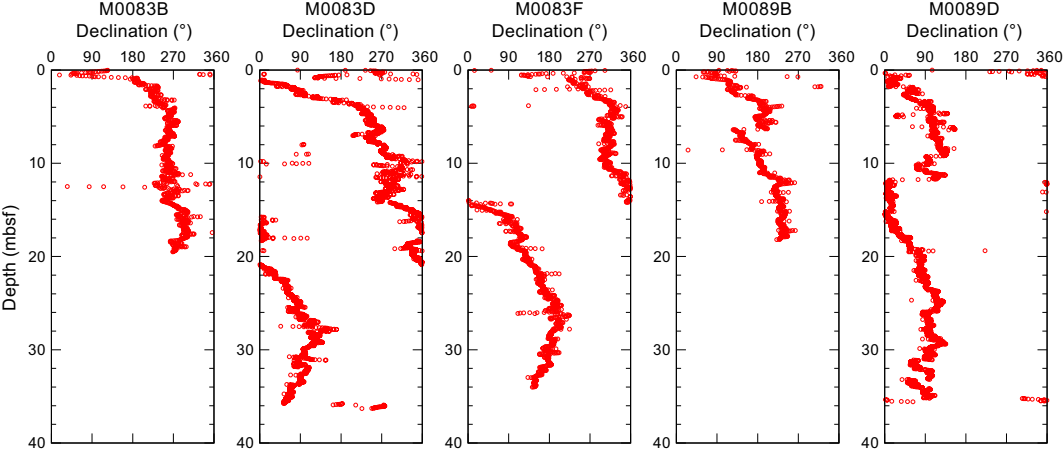 M0083B M0083D M0083F M0089B M0089D
Declination (°) Declination (°) Declination (°) Declination (°) Declination (°)
0 90 180 270 360 0 90 180 270 360 0 90 180 270 360 0 90 180 270 360 0 90 180 270 360
0 0 0 0 0
10 10 10 10 10
20 20 20 20 20
30 30 30 30 30
40 40 40 40 40
Depth (mbsf)